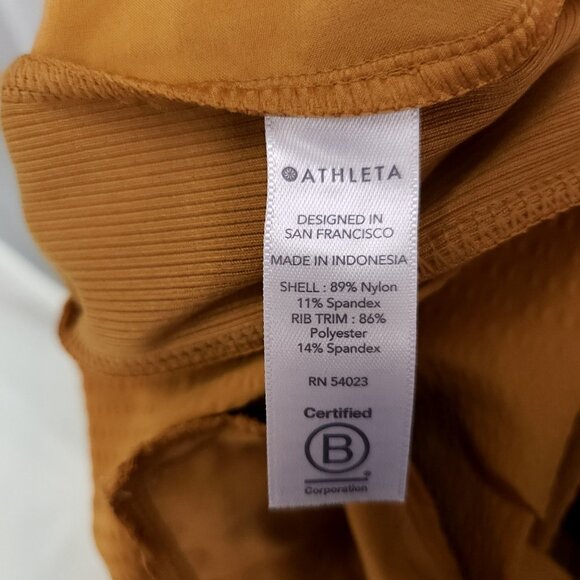 ATHLETA
DESIGNED IN
SAN FRANCISCO
MADE IN INDONESIA
SHELL : 89% Nylon
11% Spandex
RIB TRIM : 86%
Polyester
14% Spandex
RN 54023
Certified
B
®
Corporation